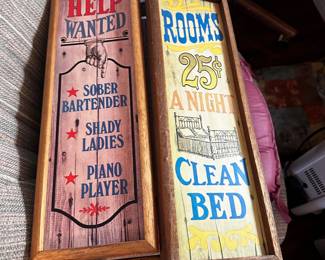 HELP
WANTED
SOBER
BARTENDER
SHADY
LADIES
PIANO
PLAYER
ROOMS
25¢
A NIGHT
CLEAN
BED